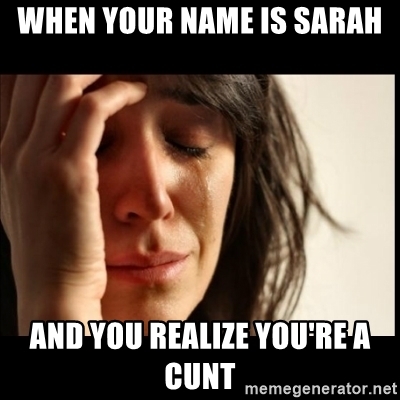 WHEN YOUR NAME IS SARAH
AND YOU REALIZE YOU'RE A
CUNT
memegenerator.net